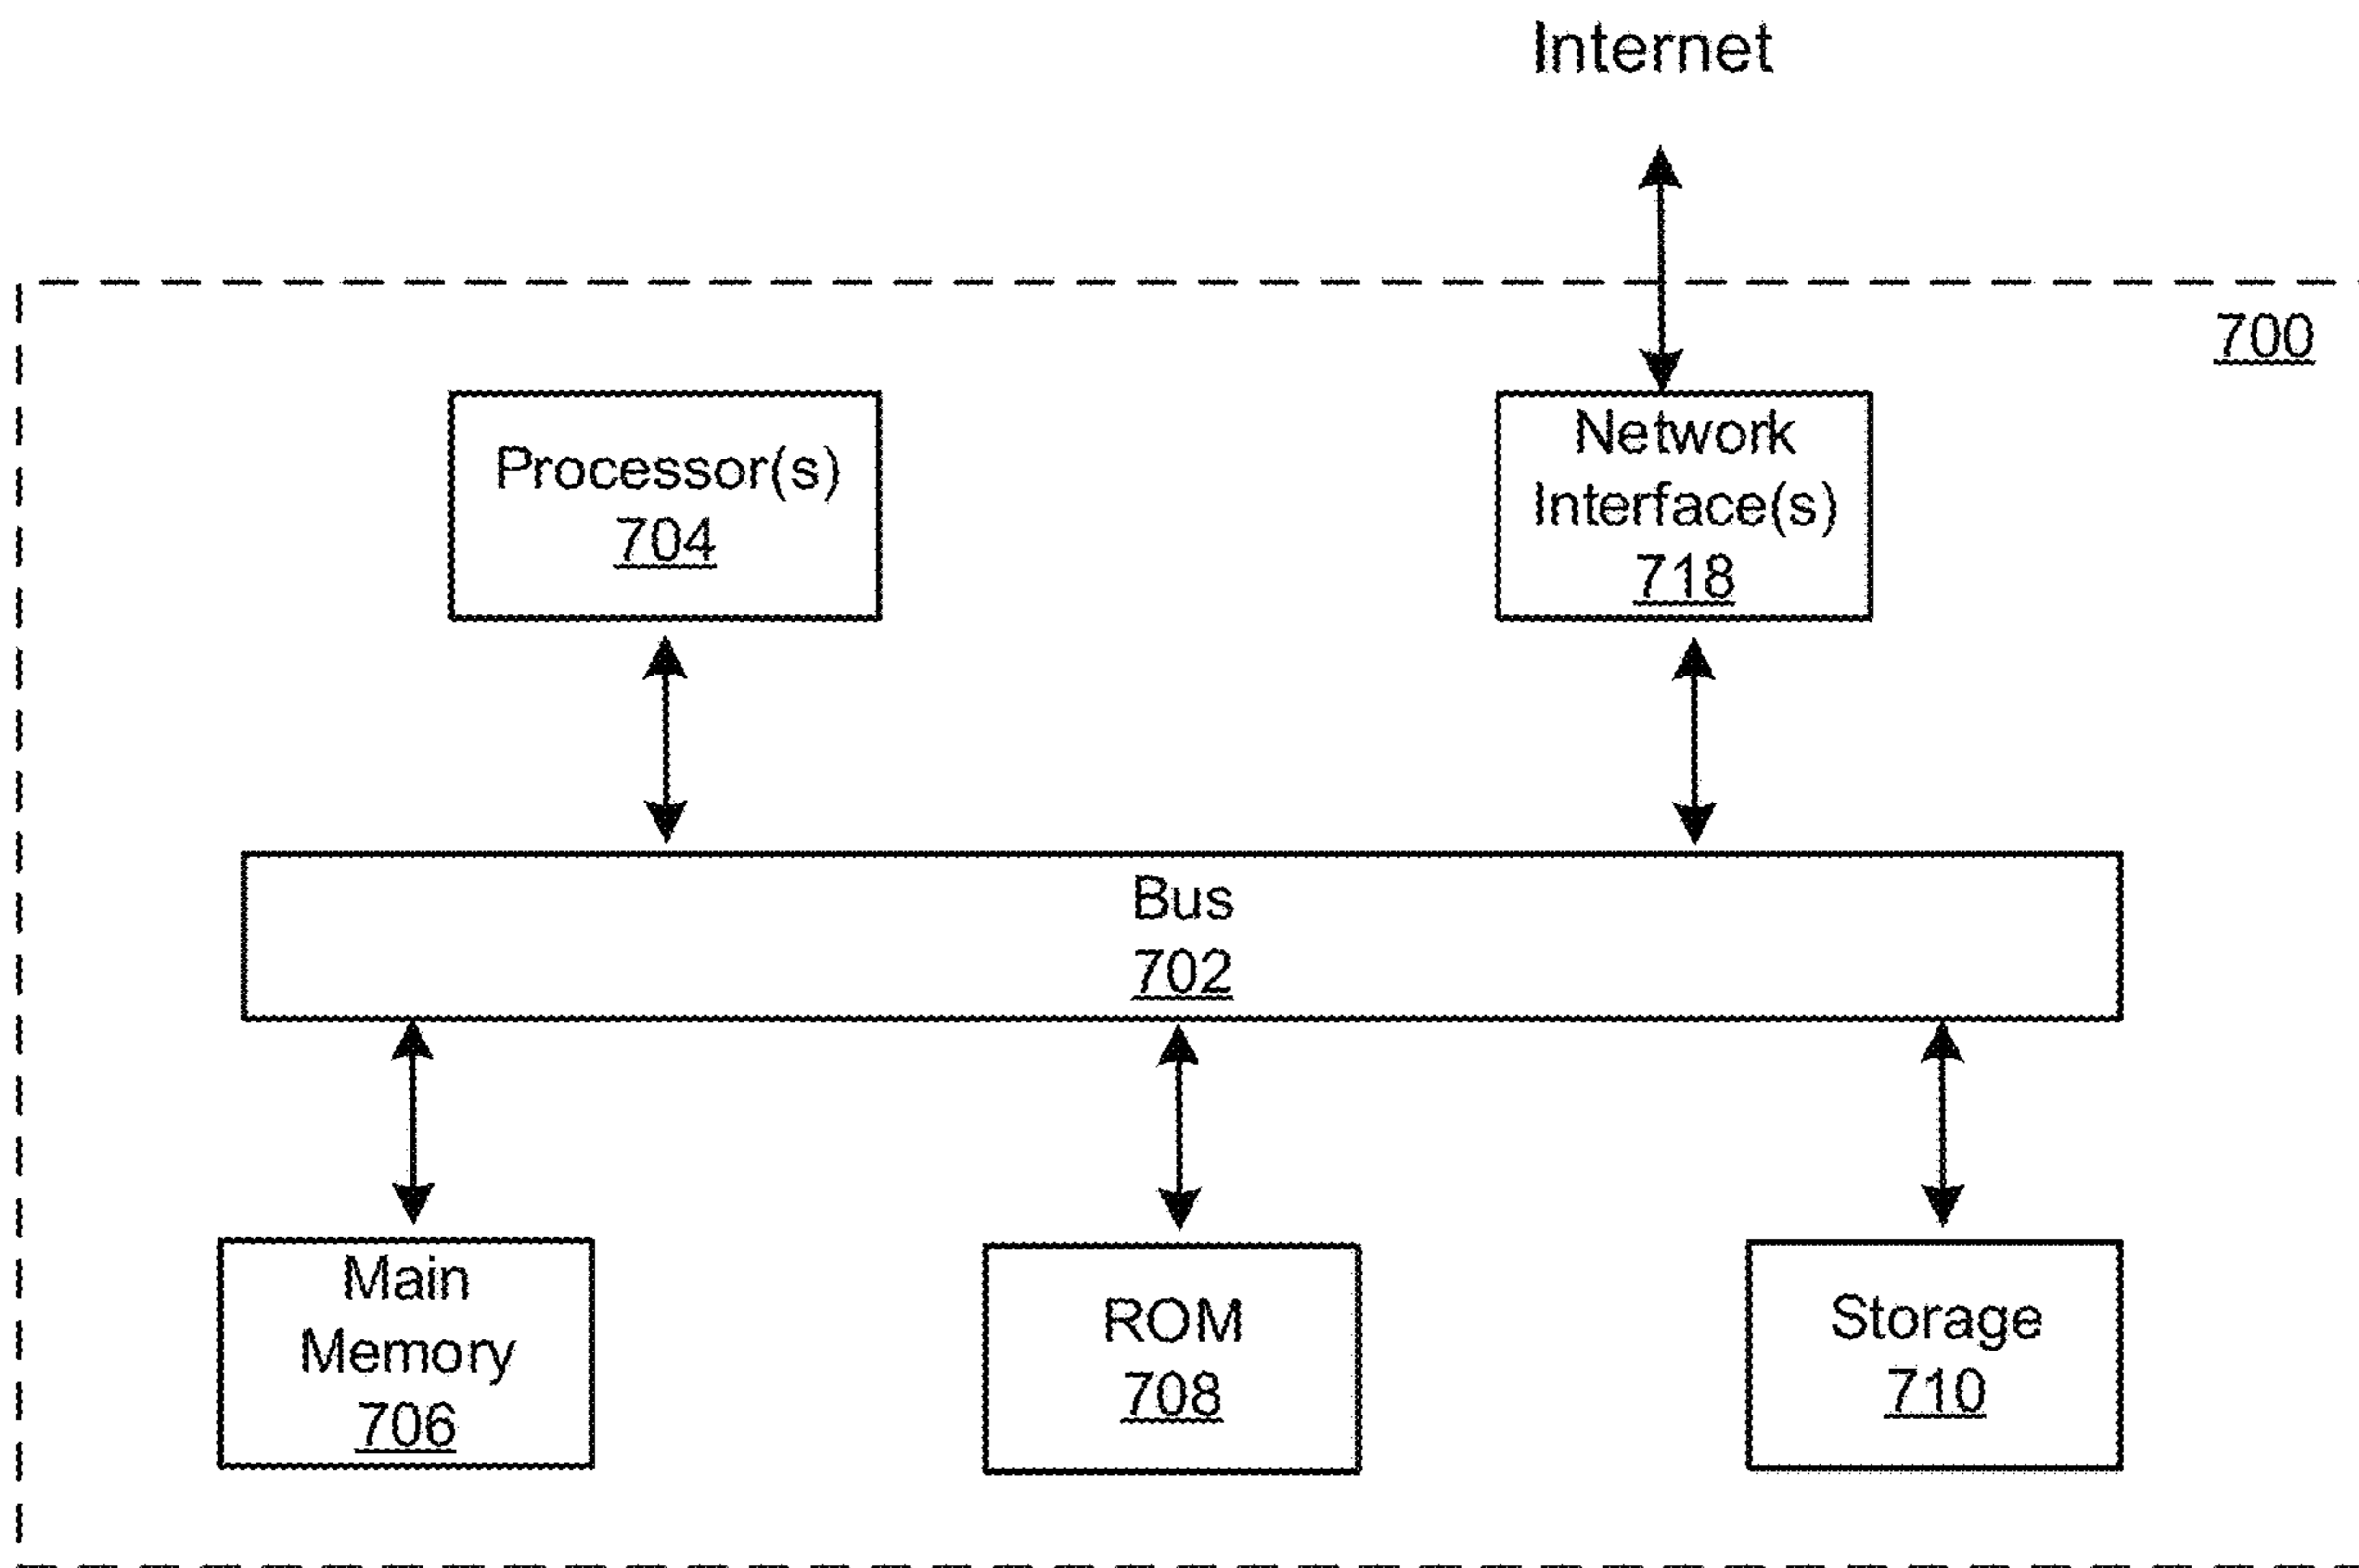 Internet
700
Processor(s)
704
Network
Interface(s)
718
Bus
702
Main
Memory
706
ROM
708
Storage
710